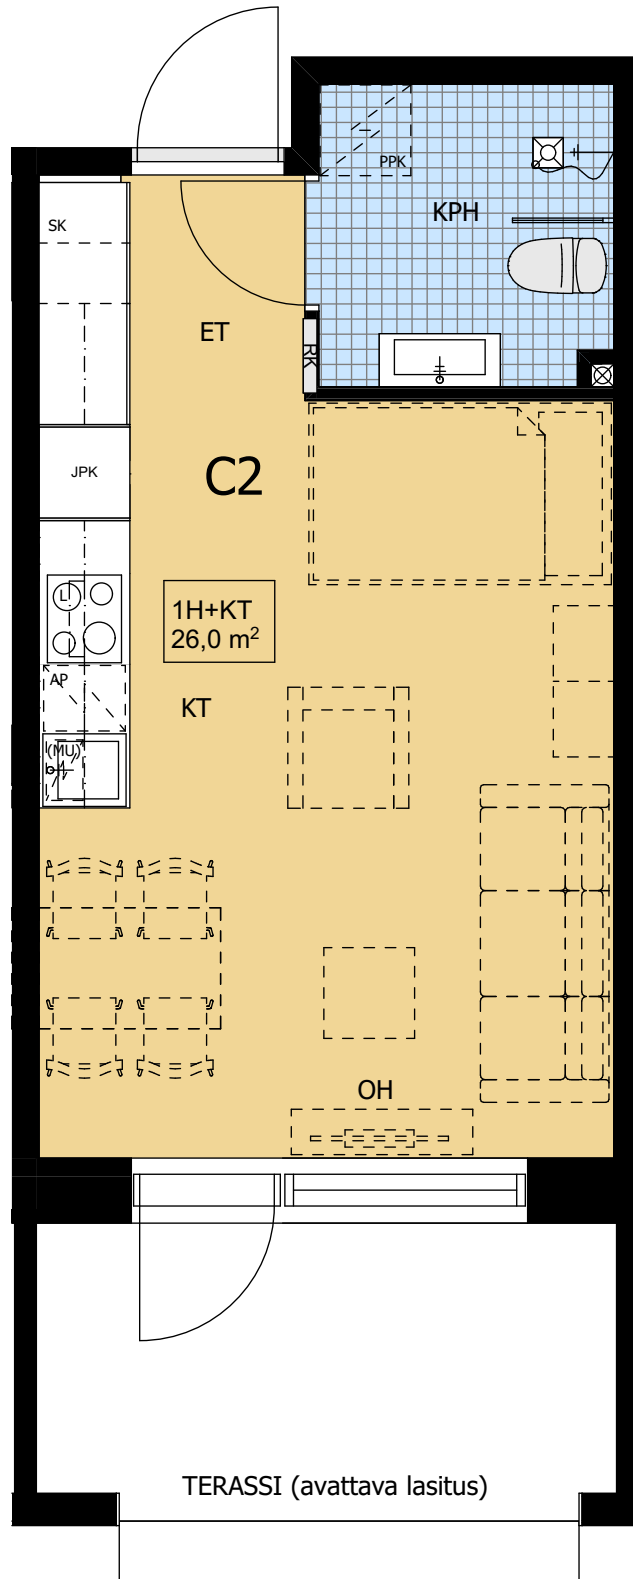 PPK
KPH
SK
ET
RK
JPK
C2
1H+KT
26,0 m²
L
AP
KT
(MU)
OH
TERASSI (avattava lasitus)